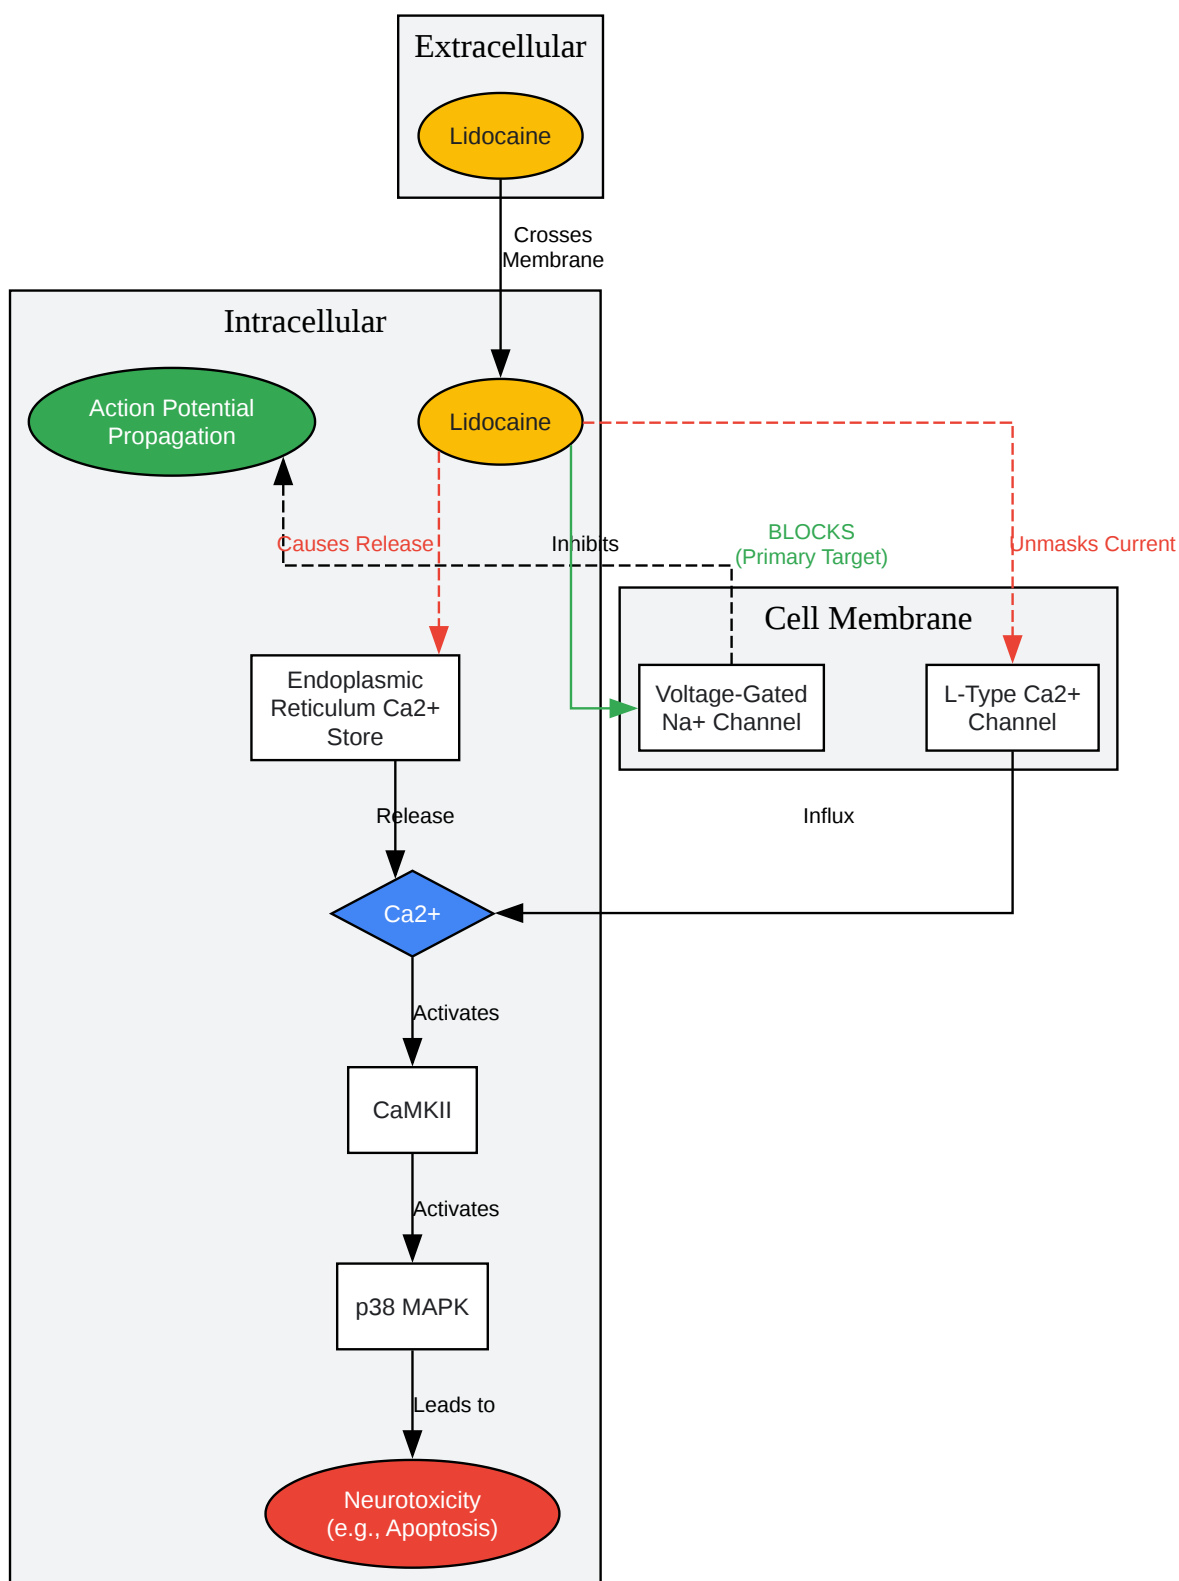 Extracellular
Lidocaine
Crosses
Membrane
Intracellular
Action Potential
Propagation
Lidocaine
Causes Release
Inhibits
BLOCKS
(Primary Target)
Unmasks Current
Cell Membrane
Endoplasmic
Reticulum Ca2+
Store
Voltage-Gated
Na+ Channel
L-Type Ca2+
Channel
Release
Influx
Ca2+
Activates
CaMKII
Activates
p38 MAPK
Leads to
Neurotoxicity
(e.g., Apoptosis)